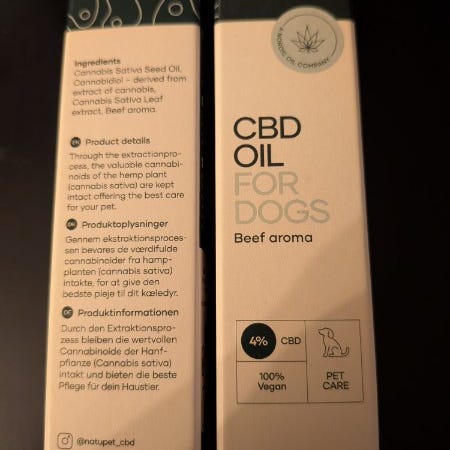 Ingredients
Cannabis Sativa Seed Oil,
Cannabidiol - derived from
extract of cannabis,
Cannabis Sativa Leaf
extract, Beef aroma.
EN Product details
Through the extractionpro-
cess, the valuable cannabi-
noids of the hemp plant
(cannabis sativa) are kept
intact offering the best care
for your pet.
Produktoplysninger
Gennem ekstraktionsproces-
sen bevares de værdifulde
cannabinoider fra hamp-
planten (cannabis sativa)
intakte, for at give den
bedste pleje til dit kæledyr.
DE Produktinformationen
Durch den Extraktionspro-
zess bleiben die wertvollen
Cannabinoide der Hanf-
pflanze (Cannabis sativa)
intakt und bieten die beste
Pflege für dein Haustier.
@natupet_cbd
A NORDIC OIL COMPANY
CBD
OIL
FOR
DOGS
Beef aroma
4% CBD
100%
Vegan
PET
CARE